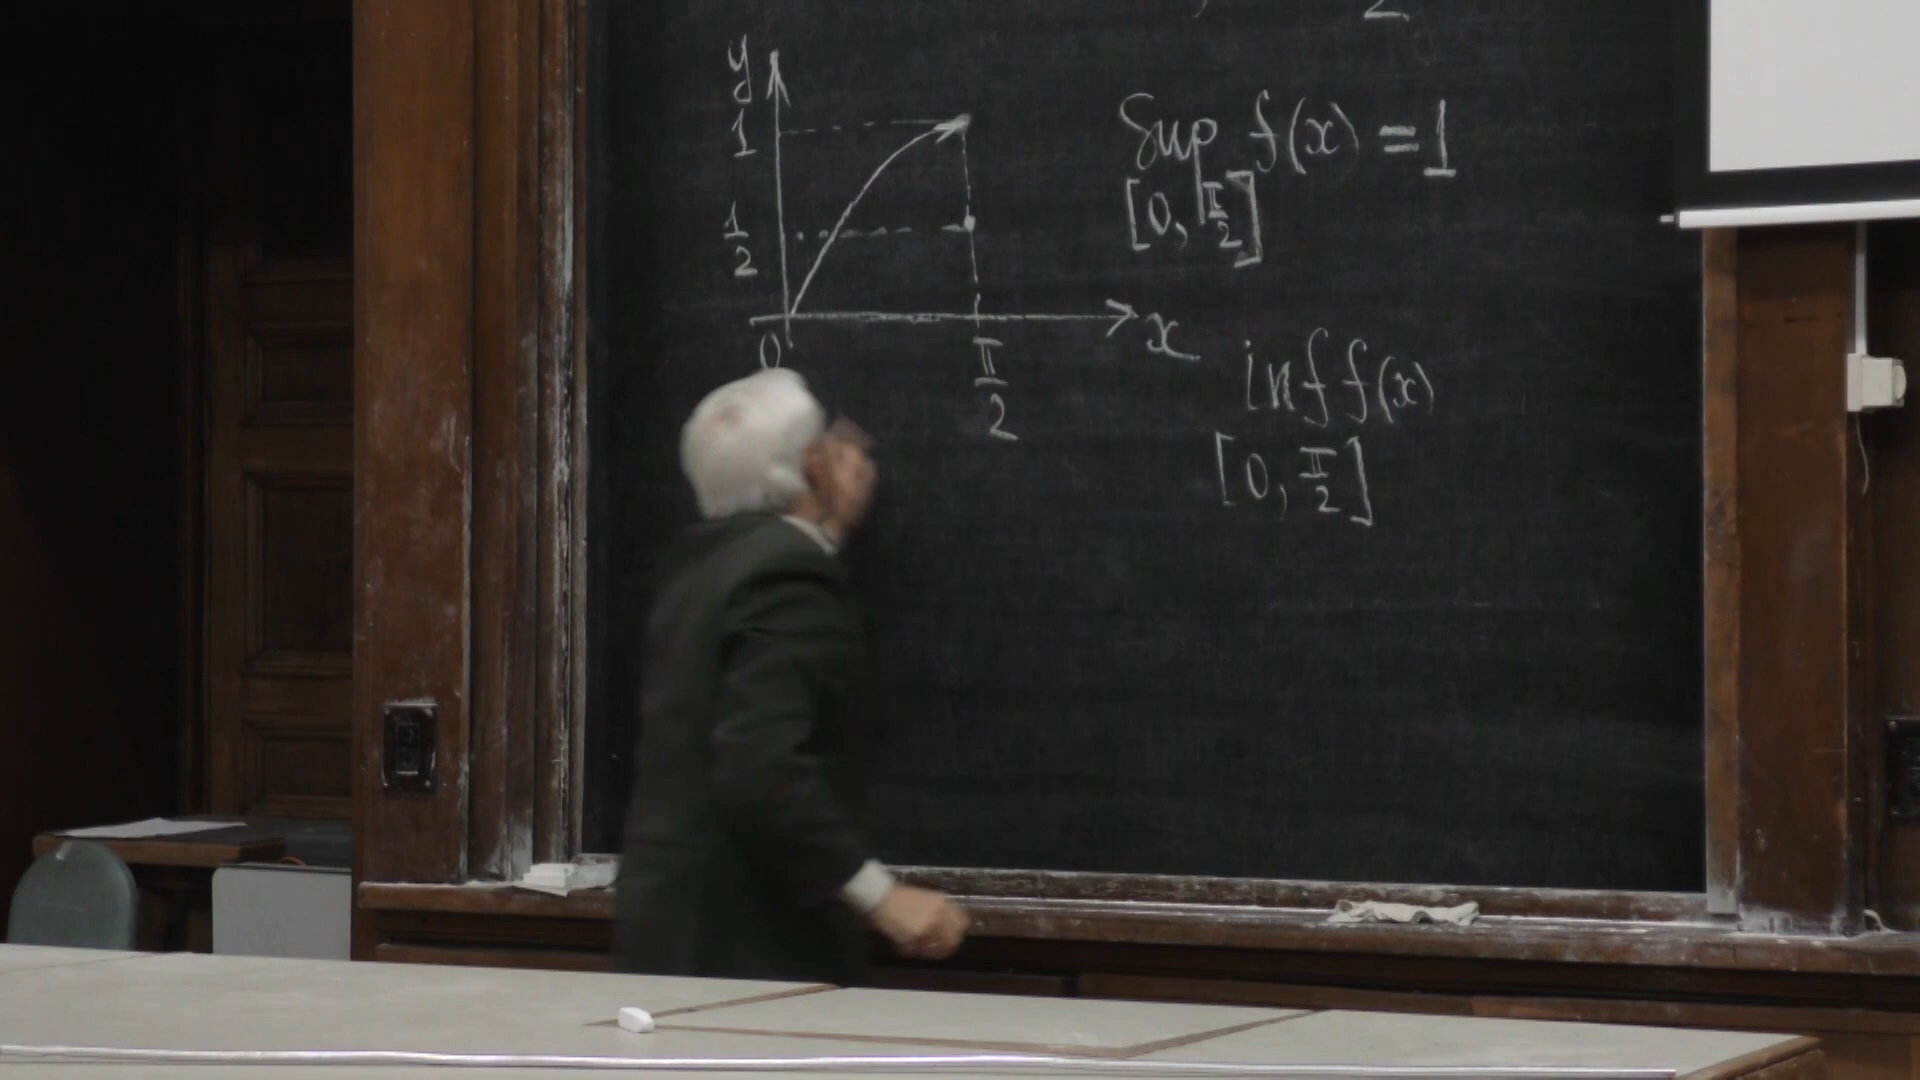 y
1
1/2
0
π/2
x
Sup f(x) = 1
[0, π/2]
inf f(x)
[0, π/2]